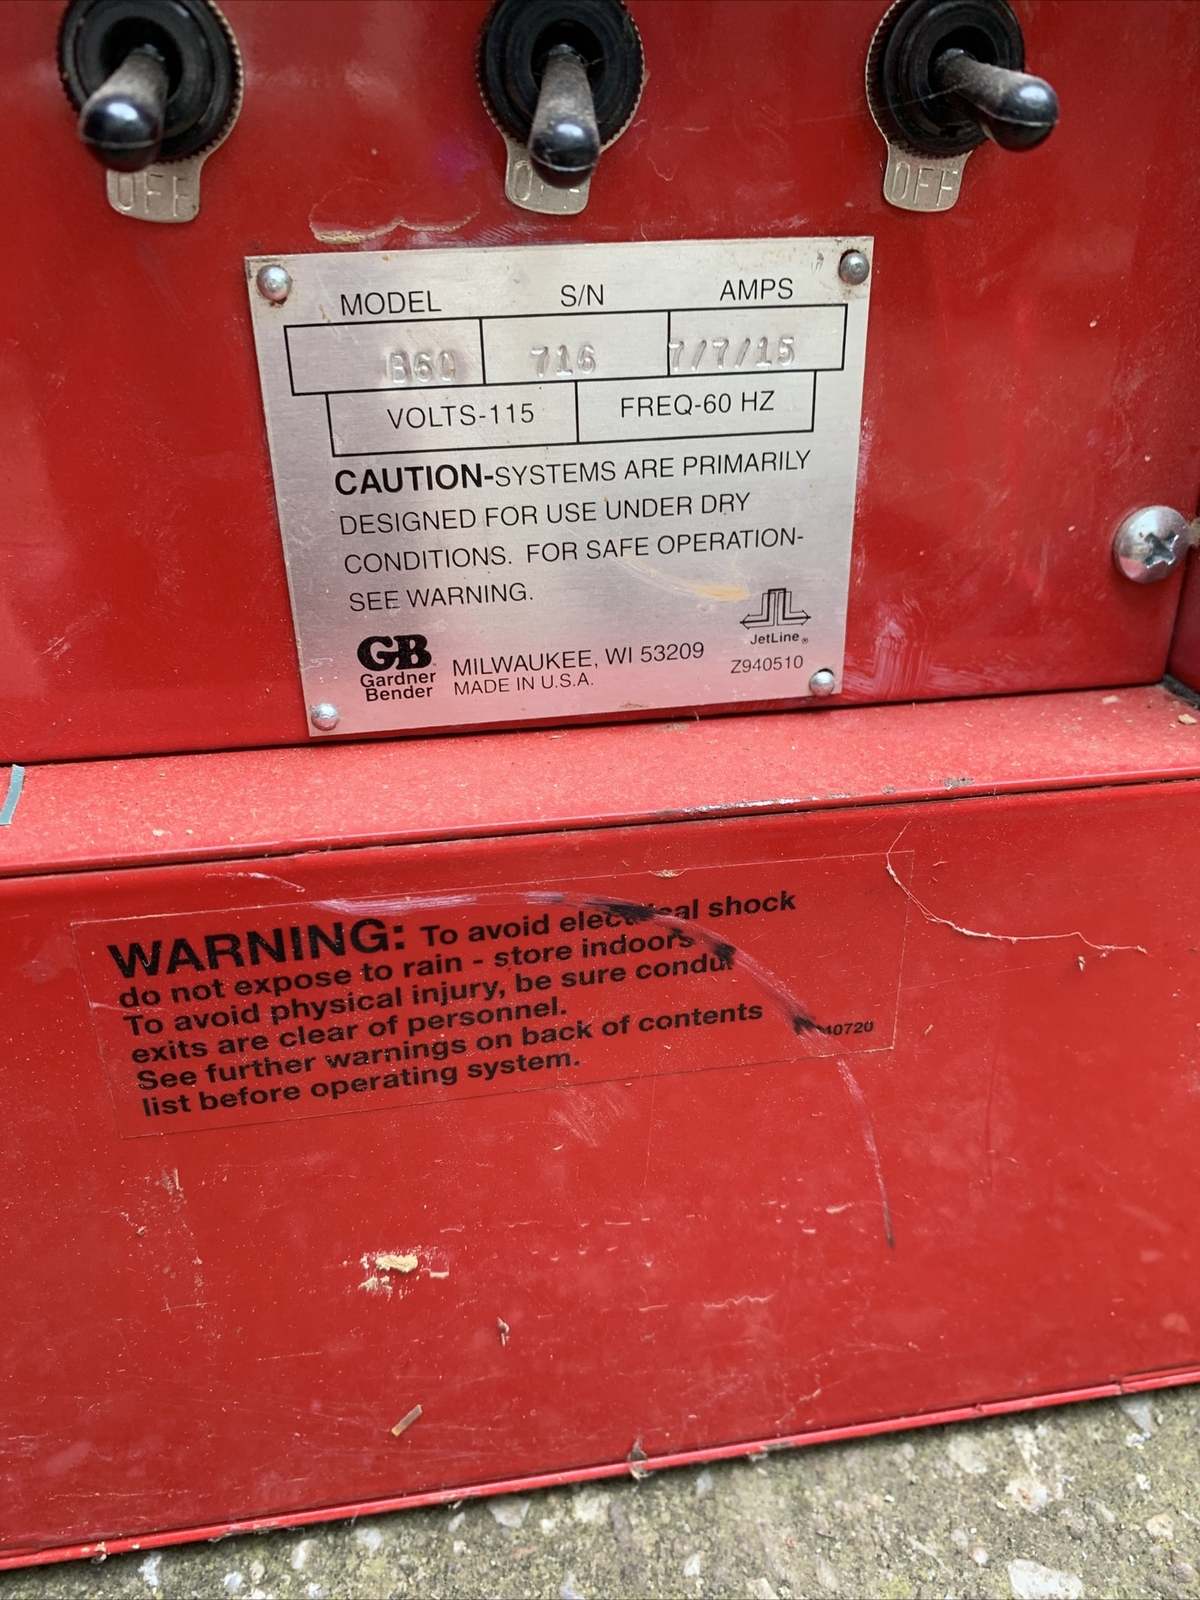 OFF OFF OFF
MODEL S/N AMPS
B60 716 7/7/15
VOLTS-115 FREQ-60 HZ
CAUTION-SYSTEMS ARE PRIMARILY
DESIGNED FOR USE UNDER DRY
CONDITIONS. FOR SAFE OPERATION-
SEE WARNING.
GB
Gardner
Bender
MILWAUKEE, WI 53209
MADE IN U.S.A.
JetLine®
Z940510
WARNING: To avoid electrical shock
do not expose to rain - store indoors
To avoid physical injury, be sure conduit
exits are clear of personnel.
See further warnings on back of contents
list before operating system.
40720